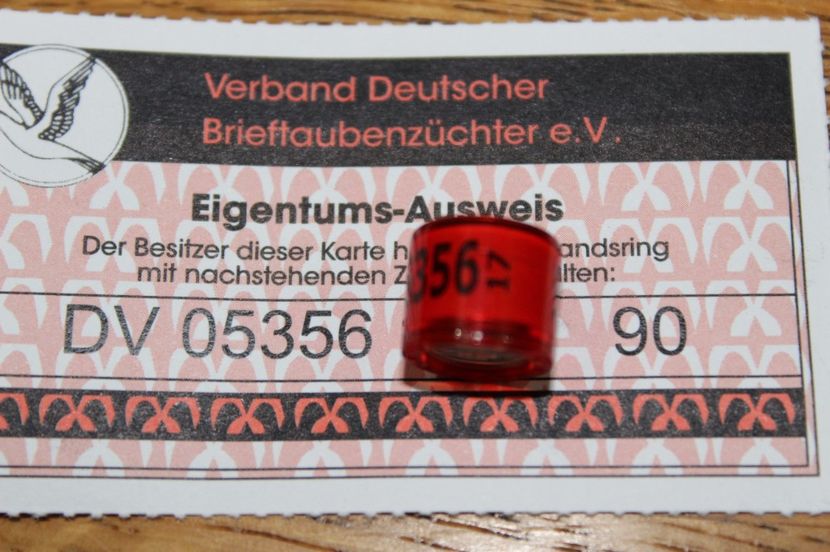 Verband Deutscher
Brieftaubenzüchter e.V.
Eigentums-Ausweis
Der Besitzer dieser Karte
mit nachstehenden
DV 05356 90
356 17